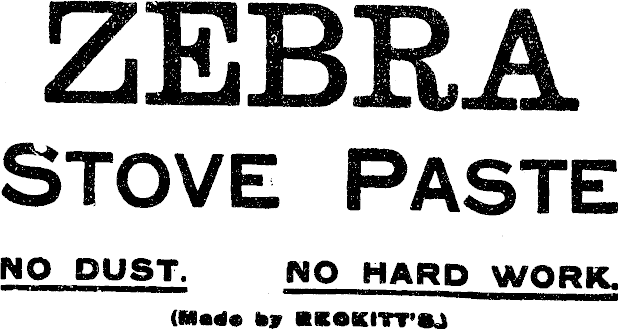 ZEBRA
STOVE PASTE
NO DUST. NO HARD WORK.
(Made by RECKITT'S.)